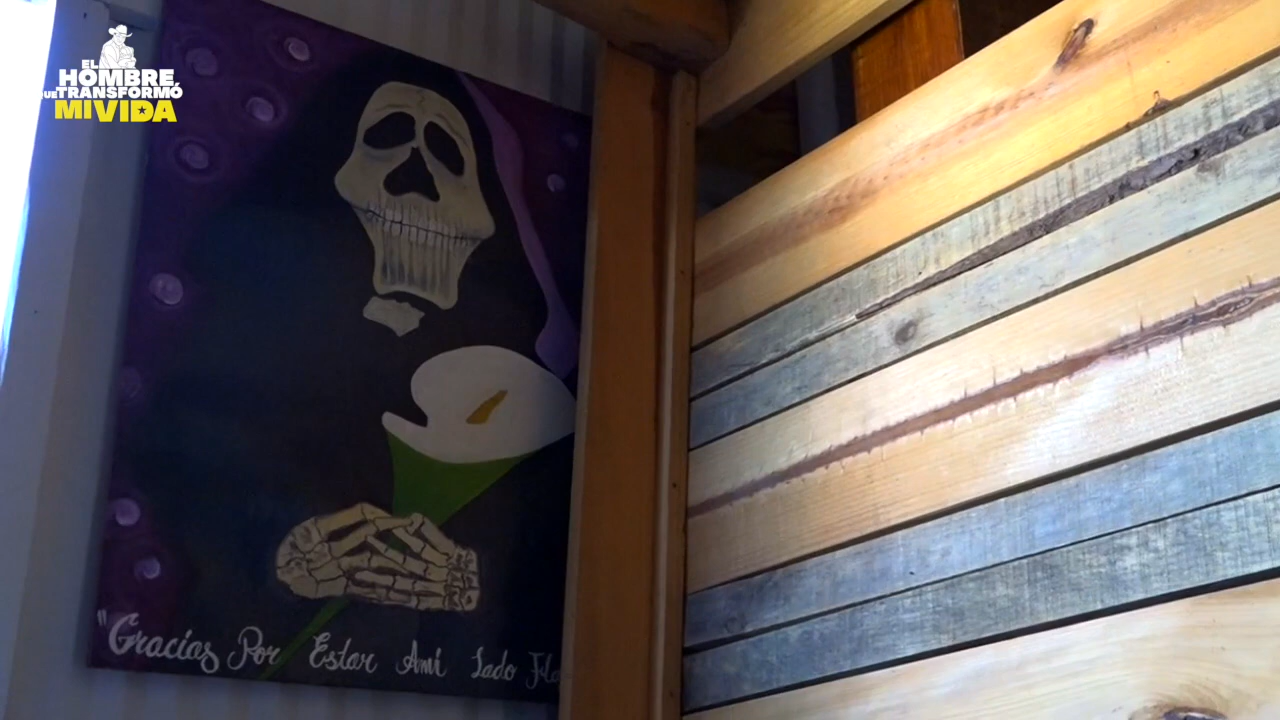 EL
HOMBRE
QUE TRANSFORMÓ
MI VIDA
"Gracias Por Estar Ami Lado